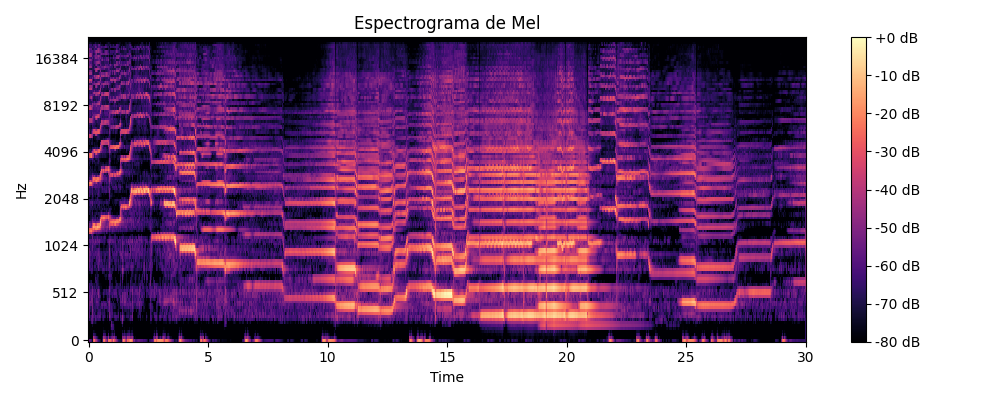 Espectrograma de Mel
Hz
16384
8192
4096
2048
1024
512
0
0 5 10 15 20 25 30
Time
+0 dB
-10 dB
-20 dB
-30 dB
-40 dB
-50 dB
-60 dB
-70 dB
-80 dB